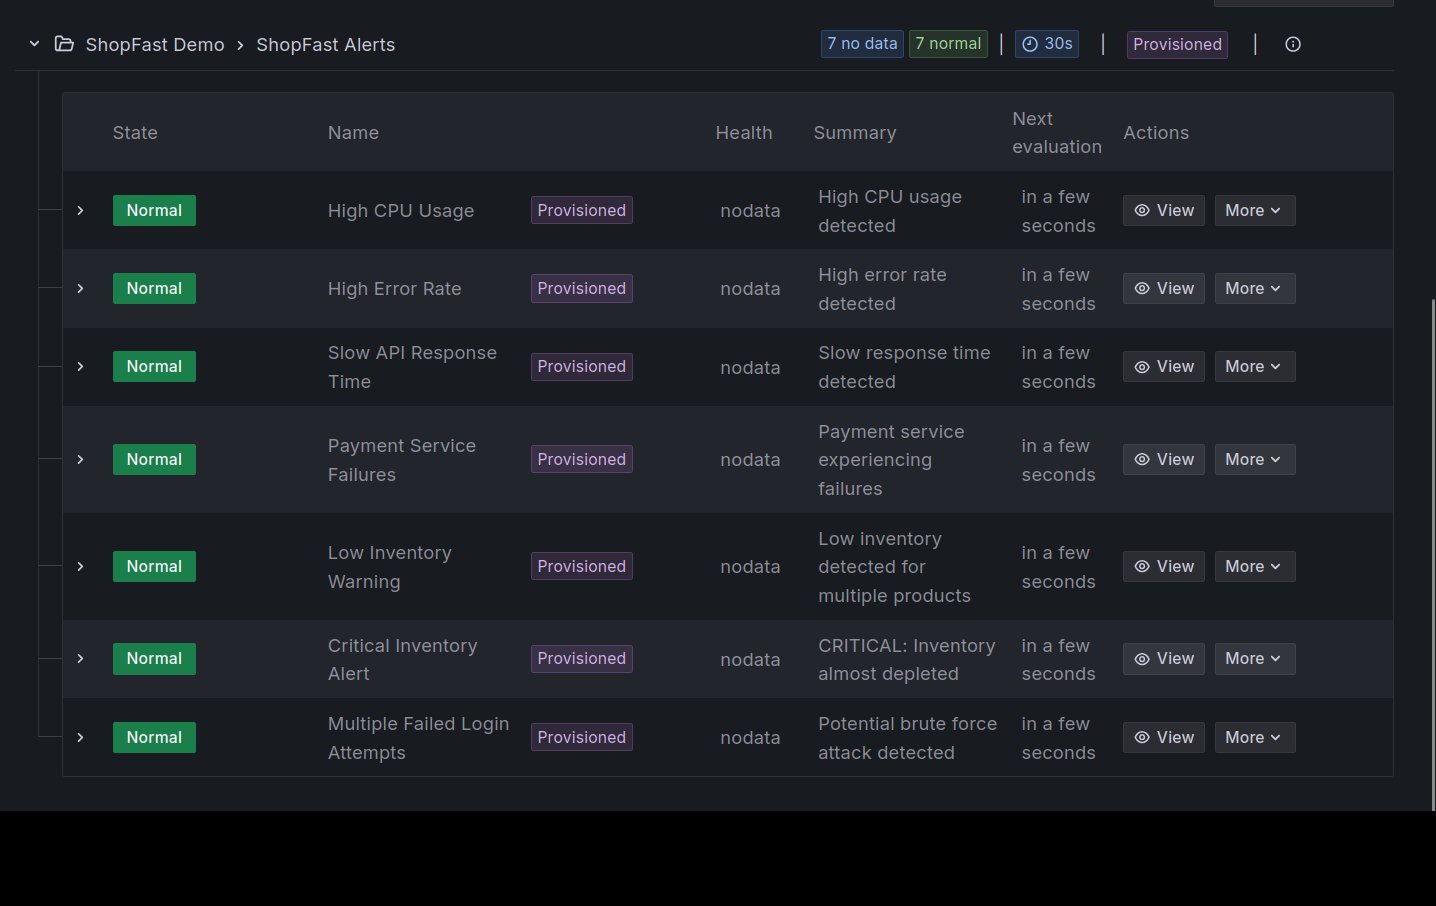 ShopFast Demo > ShopFast Alerts 7 no data 7 normal | 30s | Provisioned |
State Name Health Summary Next evaluation Actions
Normal High CPU Usage Provisioned nodata High CPU usage detected in a few seconds View More
Normal High Error Rate Provisioned nodata High error rate detected in a few seconds View More
Normal Slow API Response Time Provisioned nodata Slow response time detected in a few seconds View More
Normal Payment Service Failures Provisioned nodata Payment service experiencing failures in a few seconds View More
Normal Low Inventory Warning Provisioned nodata Low inventory detected for multiple products in a few seconds View More
Normal Critical Inventory Alert Provisioned nodata CRITICAL: Inventory almost depleted in a few seconds View More
Normal Multiple Failed Login Attempts Provisioned nodata Potential brute force attack detected in a few seconds View More